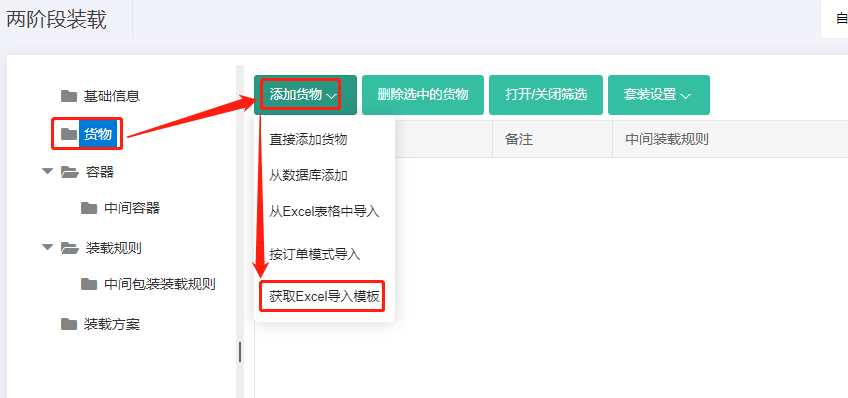 两阶段装载
自
基础信息
货物
容器
中间容器
装载规则
中间包装装载规则
装载方案
添加货物
删除选中的货物
打开/关闭筛选
套装设置
备注
中间装载规则
直接添加货物
从数据库添加
从Excel表格中导入
按订单模式导入
获取Excel导入模板